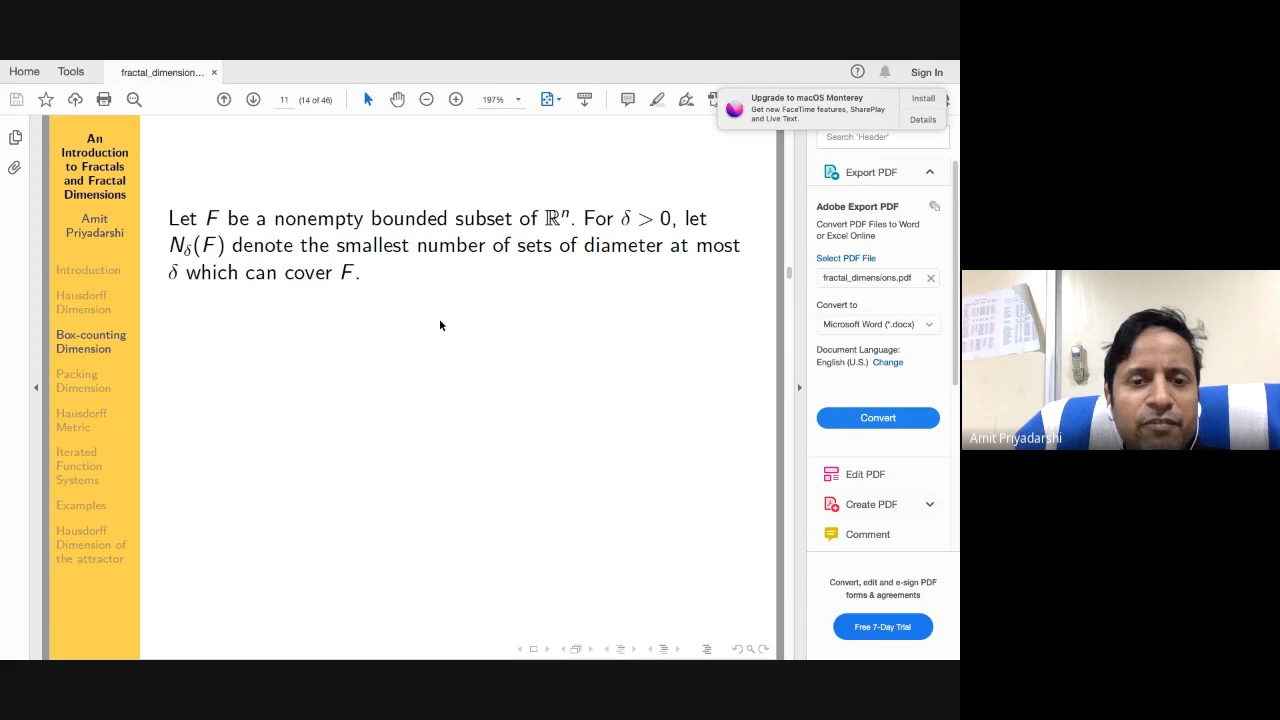 Home Tools fractal_dimension... ×
Sign In
11 (14 of 46) 197%
Upgrade to macOS Monterey
Get new FaceTime features, SharePlay
and Live Text.
Install
Details
An
Introduction
to Fractals
and Fractal
Dimensions
Amit
Priyadarshi
Introduction
Hausdorff
Dimension
Box-counting
Dimension
Packing
Dimension
Hausdorff
Metric
Iterated
Function
Systems
Examples
Hausdorff
Dimension of
the attractor
Let F be a nonempty bounded subset of ℝⁿ. For δ > 0, let
N_δ(F) denote the smallest number of sets of diameter at most
δ which can cover F.
Search 'Header'
Export PDF
Adobe Export PDF
Convert PDF Files to Word
or Excel Online
Select PDF File
fractal_dimensions.pdf
Convert to
Microsoft Word (*.docx)
Document Language:
English (U.S.) Change
Convert
Edit PDF
Create PDF
Comment
Convert, edit and e-sign PDF
forms & agreements
Free 7-Day Trial
Amit Priyadarshi